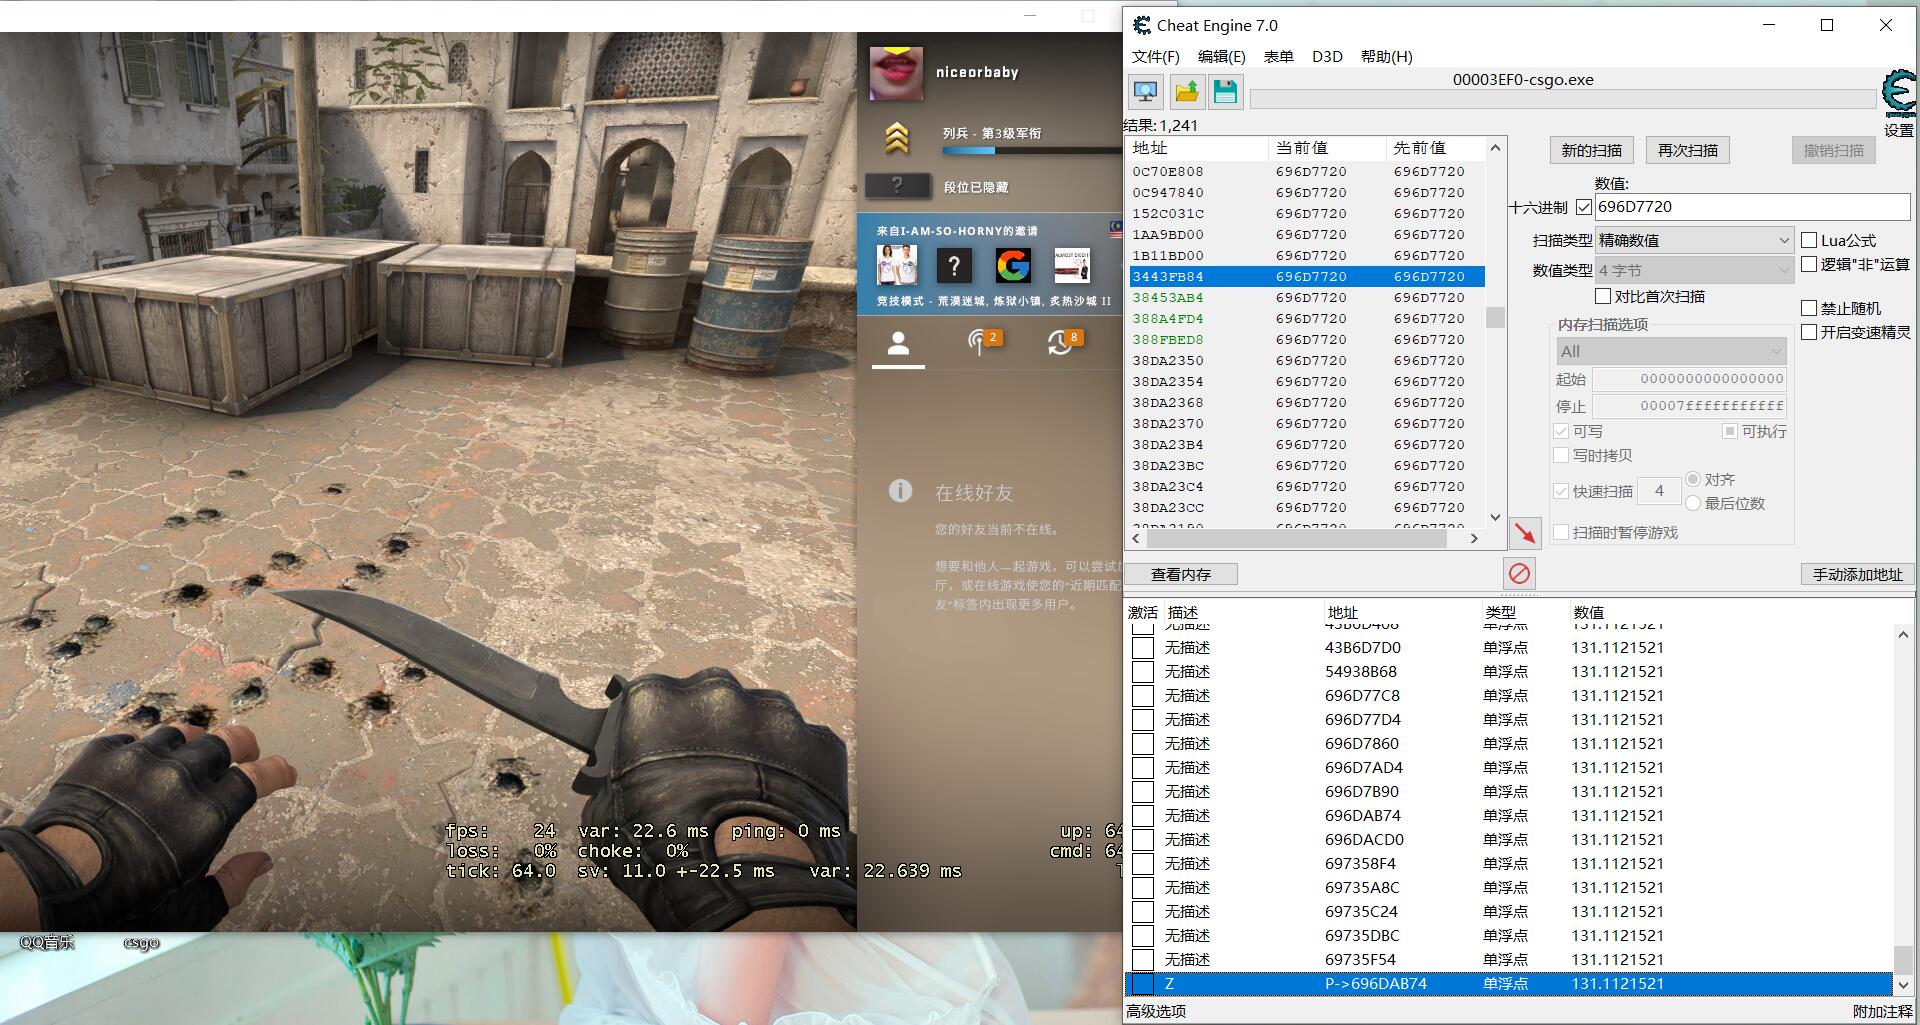 niceorbaby
列兵 - 第3级军衔
?
段位已隐藏
来自I-AM-SO-HORNY的邀请
?
竞技模式 - 荒漠迷城, 炼狱小镇, 炙热沙城 II
2
8
在线好友
您的好友当前不在线。
想要和他人一起游戏,可以尝试
厅,或在线游戏使您的“近期匹配
友”标签内出现更多用户。
fps: 24 var: 22.6 ms ping: 0 ms
loss: 0% choke: 0%
tick: 64.0 sv: 11.0 +-22.5 ms var: 22.639 ms
up: 64
cmd: 64
QQ音乐
csgo
Cheat Engine 7.0
文件(F) 编辑(E) 表单 D3D 帮助(H)
00003EF0-csgo.exe
设置
结果:1,241
地址 当前值 先前值
0C70E808 696D7720 696D7720
0C947840 696D7720 696D7720
152C031C 696D7720 696D7720
1AA9BD00 696D7720 696D7720
1B11BD00 696D7720 696D7720
3443FB84 696D7720 696D7720
38453AB4 696D7720 696D7720
388A4FD4 696D7720 696D7720
388FBED8 696D7720 696D7720
38DA2350 696D7720 696D7720
38DA2354 696D7720 696D7720
38DA2368 696D7720 696D7720
38DA2370 696D7720 696D7720
38DA23B4 696D7720 696D7720
38DA23BC 696D7720 696D7720
38DA23C4 696D7720 696D7720
38DA23CC 696D7720 696D7720
新的扫描 再次扫描 撤销扫描
数值:
十六进制 696D7720
扫描类型 精确数值
数值类型 4 字节
对比首次扫描
Lua公式
逻辑"非"运算
禁止随机
开启变速精灵
内存扫描选项
All
起始 0000000000000000
停止 00007fffffffffff
可写 可执行
写时拷贝
快速扫描 4 对齐
最后位数
扫描时暂停游戏
查看内存
手动添加地址
激活 描述 地址 类型 数值
无描述 43B6D408 单浮点 131.1121521
无描述 43B6D7D0 单浮点 131.1121521
无描述 54938B68 单浮点 131.1121521
无描述 696D77C8 单浮点 131.1121521
无描述 696D77D4 单浮点 131.1121521
无描述 696D7860 单浮点 131.1121521
无描述 696D7AD4 单浮点 131.1121521
无描述 696D7B90 单浮点 131.1121521
无描述 696DAB74 单浮点 131.1121521
无描述 696DACD0 单浮点 131.1121521
无描述 697358F4 单浮点 131.1121521
无描述 69735A8C 单浮点 131.1121521
无描述 69735C24 单浮点 131.1121521
无描述 69735DBC 单浮点 131.1121521
无描述 69735F54 单浮点 131.1121521
Z P->696DAB74 单浮点 131.1121521
高级选项
附加注释